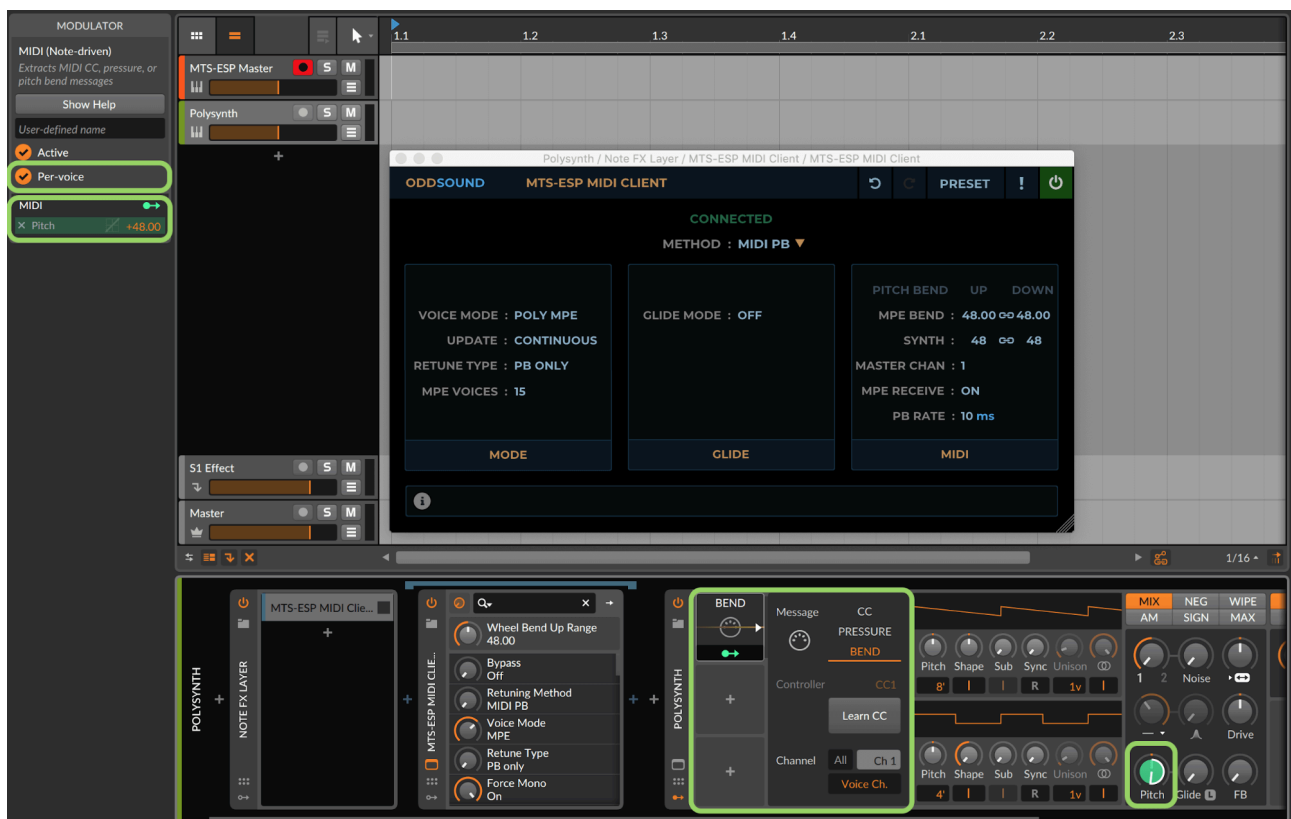 MODULATOR
MIDI (Note-driven)
Extracts MIDI CC, pressure, or
pitch bend messages
Show Help
User-defined name
Active
Per-voice
MIDI
× Pitch +48.00
1.1 1.2 1.3 1.4 2.1 2.2 2.3
MTS-ESP Master S M
Polysynth S M
+
Polysynth / Note FX Layer / MTS-ESP MIDI Client / MTS-ESP MIDI Client
ODDSOUND MTS-ESP MIDI CLIENT PRESET !
CONNECTED
METHOD : MIDI PB
VOICE MODE : POLY MPE
UPDATE : CONTINUOUS
RETUNE TYPE : PB ONLY
MPE VOICES : 15
MODE
GLIDE MODE : OFF
GLIDE
PITCH BEND UP DOWN
MPE BEND : 48.00 48.00
SYNTH : 48 48
MASTER CHAN : 1
MPE RECEIVE : ON
PB RATE : 10 ms
MIDI
S1 Effect S M
Master S M
1/16
POLYSYNTH
+
NOTE FX LAYER
MTS-ESP MIDI Clie...
+
+
MTS-ESP MIDI CLIE...
Wheel Bend Up Range
48.00
Bypass
Off
Retuning Method
MIDI PB
Voice Mode
MPE
Retune Type
PB only
Force Mono
On
+ +
POLYSYNTH
BEND
+
+
Message CC
PRESSURE
BEND
Controller CC1
Learn CC
Channel All Ch 1
Voice Ch.
Pitch Shape Sub Sync Unison
8' R 1v
Pitch Shape Sub Sync Unison
4' R 1v
MIX NEG WIPE
AM SIGN MAX
1 2 Noise
Drive
Pitch Glide L FB